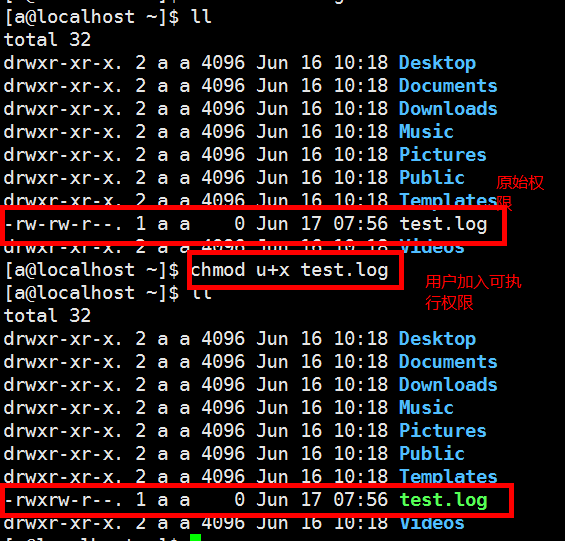 [a@localhost ~]$ ll
total 32
drwxr-xr-x. 2 a a 4096 Jun 16 10:18 Desktop
drwxr-xr-x. 2 a a 4096 Jun 16 10:18 Documents
drwxr-xr-x. 2 a a 4096 Jun 16 10:18 Downloads
drwxr-xr-x. 2 a a 4096 Jun 16 10:18 Music
drwxr-xr-x. 2 a a 4096 Jun 16 10:18 Pictures
drwxr-xr-x. 2 a a 4096 Jun 16 10:18 Public
原始权
限
drwxr-xr-x. 2 a a 4096 Jun 16 10:18 Templates
-rw-rw-r--. 1 a a    0 Jun 17 07:56 test.log
drwxr-xr-x. 2 a a 4096 Jun 16 10:18 Videos
[a@localhost ~]$ chmod u+x test.log
用户加入可执
行权限
[a@localhost ~]$ ll
total 32
drwxr-xr-x. 2 a a 4096 Jun 16 10:18 Desktop
drwxr-xr-x. 2 a a 4096 Jun 16 10:18 Documents
drwxr-xr-x. 2 a a 4096 Jun 16 10:18 Downloads
drwxr-xr-x. 2 a a 4096 Jun 16 10:18 Music
drwxr-xr-x. 2 a a 4096 Jun 16 10:18 Pictures
drwxr-xr-x. 2 a a 4096 Jun 16 10:18 Public
drwxr-xr-x. 2 a a 4096 Jun 16 10:18 Templates
-rwxrw-r--. 1 a a    0 Jun 17 07:56 test.log
drwxr-xr-x. 2 a a 4096 Jun 16 10:18 Videos